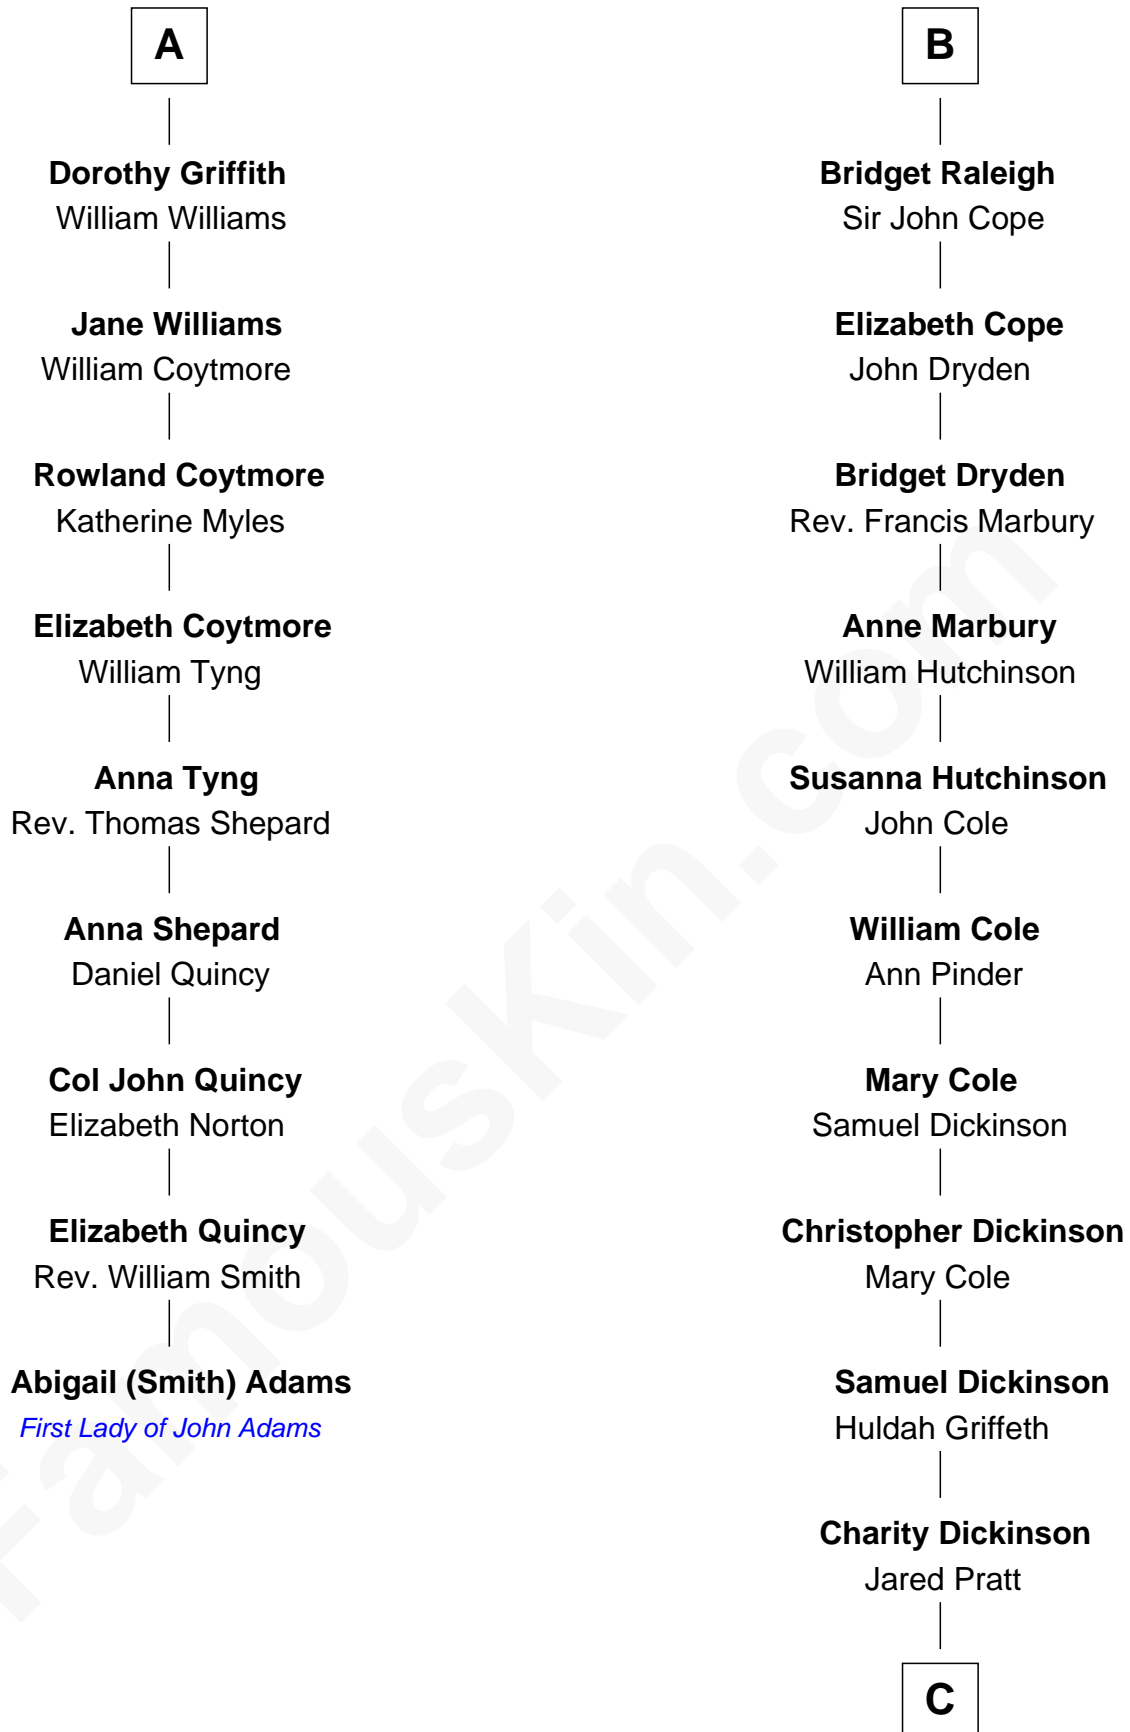 A
Dorothy Griffith
William Williams
Jane Williams
William Coytmore
Rowland Coytmore
Katherine Myles
Elizabeth Coytmore
William Tyng
Anna Tyng
Rev. Thomas Shepard
Anna Shepard
Daniel Quincy
Col John Quincy
Elizabeth Norton
Elizabeth Quincy
Rev. William Smith
Abigail (Smith) Adams
First Lady of John Adams
B
Bridget Raleigh
Sir John Cope
Elizabeth Cope
John Dryden
Bridget Dryden
Rev. Francis Marbury
Anne Marbury
William Hutchinson
Susanna Hutchinson
John Cole
William Cole
Ann Pinder
Mary Cole
Samuel Dickinson
Christopher Dickinson
Mary Cole
Samuel Dickinson
Huldah Griffeth
Charity Dickinson
Jared Pratt
C
FamousKin.com